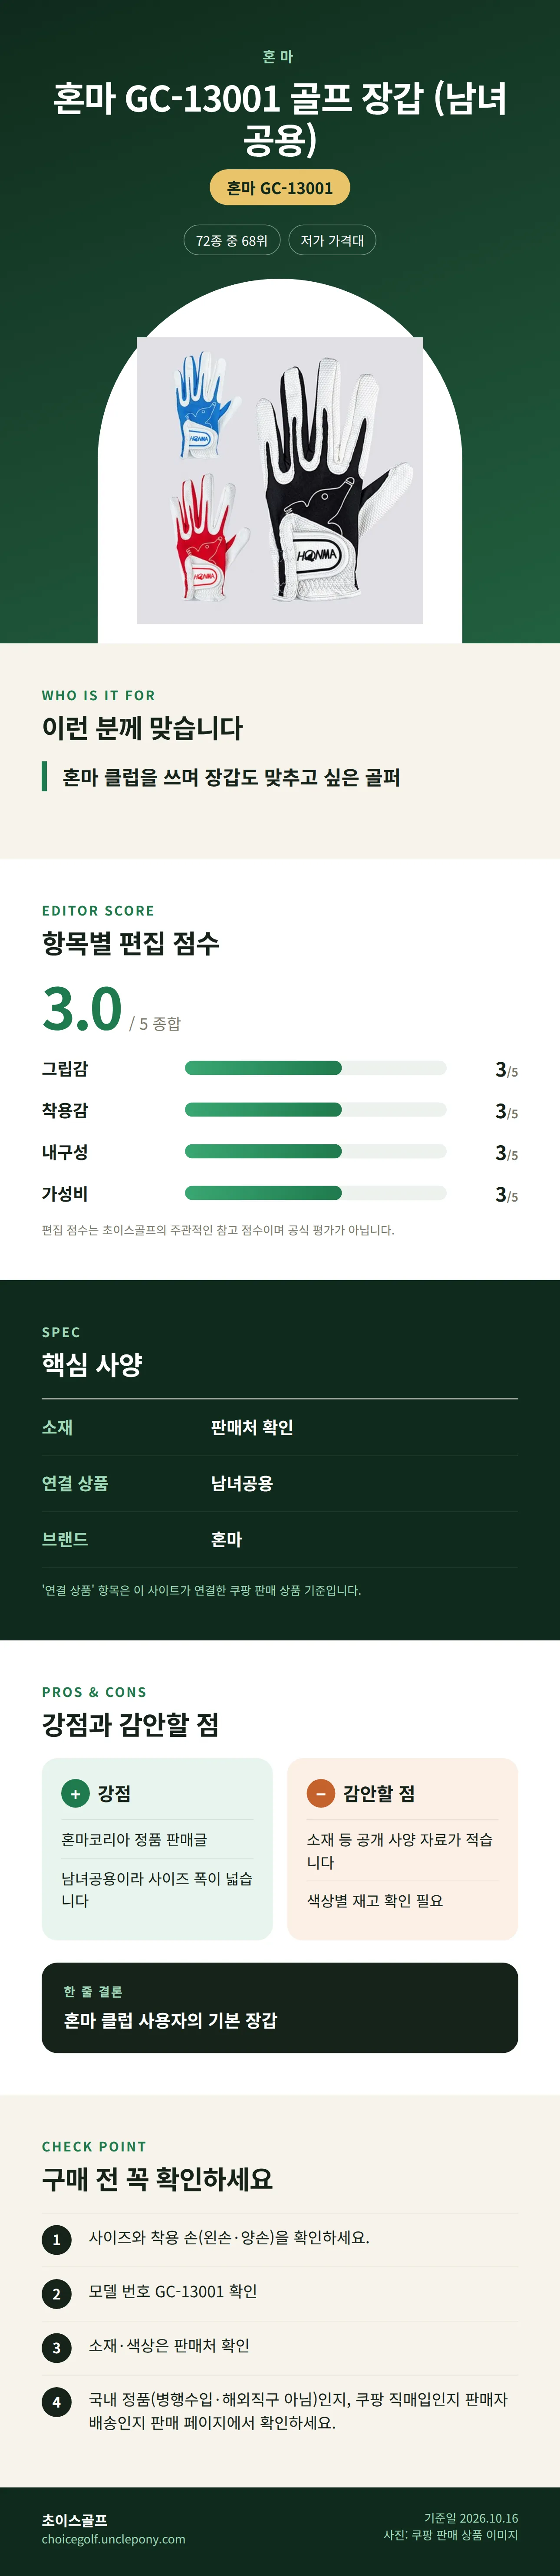 혼마
혼마 GC-13001 골프 장갑 (남녀
공용)
혼마 GC-13001
72종 중 68위
저가 가격대
HONMA
HONMA
HONMA
WHO IS IT FOR
이런 분께 맞습니다
혼마 클럽을 쓰며 장갑도 맞추고 싶은 골퍼
EDITOR SCORE
항목별 편집 점수
3.0 / 5 종합
그립감 3/5
착용감 3/5
내구성 3/5
가성비 3/5
편집 점수는 초이스골프의 주관적인 참고 점수이며 공식 평가가 아닙니다.
SPEC
핵심 사양
소재 판매처 확인
연결 상품 남녀공용
브랜드 혼마
'연결 상품' 항목은 이 사이트가 연결한 쿠팡 판매 상품 기준입니다.
PROS & CONS
강점과 감안할 점
+ 강점
혼마코리아 정품 판매글
남녀공용이라 사이즈 폭이 넓습
니다
− 감안할 점
소재 등 공개 사양 자료가 적습
니다
색상별 재고 확인 필요
한 줄 결론
혼마 클럽 사용자의 기본 장갑
CHECK POINT
구매 전 꼭 확인하세요
1 사이즈와 착용 손(왼손·양손)을 확인하세요.
2 모델 번호 GC-13001 확인
3 소재·색상은 판매처 확인
4 국내 정품(병행수입·해외직구 아님)인지, 쿠팡 직매입인지 판매자
배송인지 판매 페이지에서 확인하세요.
초이스골프
choicegolf.unclepony.com
기준일 2026.10.16
사진: 쿠팡 판매 상품 이미지